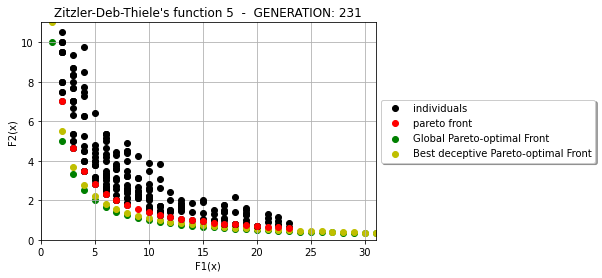 Zitzler-Deb-Thiele's function 5 - GENERATION: 231
10
8
6
4
2
0
F2(x)
0 5 10 15 20 25 30
F1(x)
individuals
pareto front
Global Pareto-optimal Front
Best deceptive Pareto-optimal Front